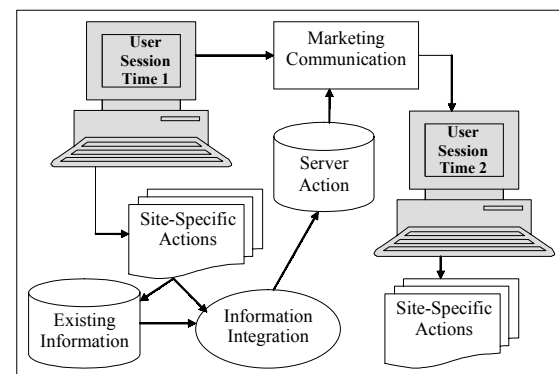 User
Session
Time 1
Marketing
Communication
User
Session
Time 2
Server
Action
Site-Specific
Actions
Existing
Information
Information
Integration
Site-Specific
Actions